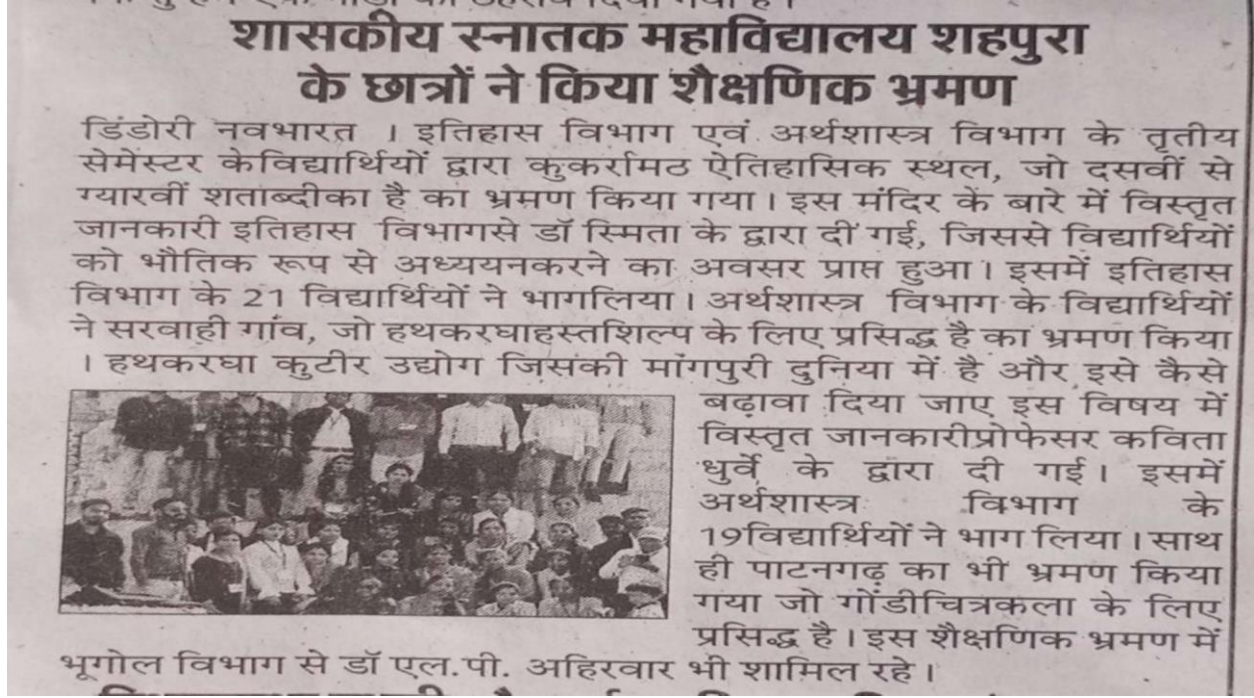 शासकीय स्नातक महाविद्यालय शहपुरा
के छात्रों ने किया शैक्षणिक भ्रमण
डिंडोरी नवभारत । इतिहास विभाग एवं अर्थशास्त्र विभाग के तृतीय
सेमेस्टर केविद्यार्थियों द्वारा कुकर्रामठ ऐतिहासिक स्थल, जो दसवीं से
ग्यारवीं शताब्दीका है का भ्रमण किया गया। इस मंदिर के बारे में विस्तृत
जानकारी इतिहास विभागसे डॉ स्मिता के द्वारा दी गई, जिससे विद्यार्थियों
को भौतिक रूप से अध्ययनकरने का अवसर प्राप्त हुआ। इसमें इतिहास
विभाग के 21 विद्यार्थियों ने भागलिया। अर्थशास्त्र विभाग के विद्यार्थियों
ने सरवाही गांव, जो हथकरघाहस्तशिल्प के लिए प्रसिद्ध है का भ्रमण किया
। हथकरघा कुटीर उद्योग जिसकी मांगपुरी दुनिया में है और इसे कैसे
बढ़ावा दिया जाए इस विषय में
विस्तृत जानकारीप्रोफेसर कविता
धुर्वे के द्वारा दी गई। इसमें
अर्थशास्त्र विभाग के
19विद्यार्थियों ने भाग लिया। साथ
ही पाटनगढ़ का भी भ्रमण किया
गया जो गोंडीचित्रकला के लिए
प्रसिद्ध है। इस शैक्षणिक भ्रमण में
भूगोल विभाग से डॉ एल.पी. अहिरवार भी शामिल रहे।